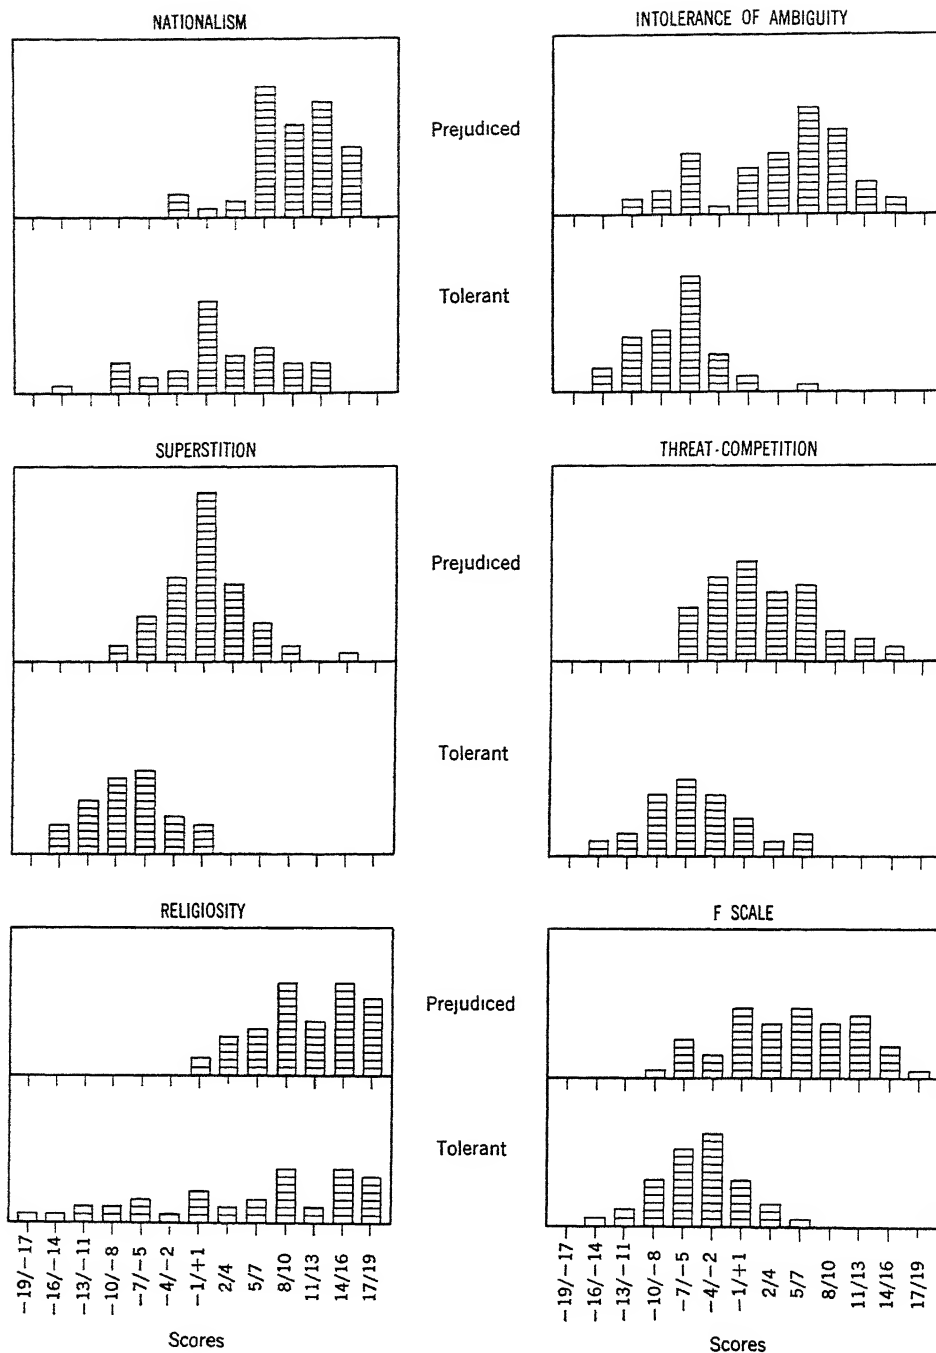 NATIONALISM
INTOLERANCE OF AMBIGUITY
Prejudiced
Tolerant
SUPERSTITION
THREAT-COMPETITION
Prejudiced
Tolerant
RELIGIOSITY
F SCALE
Prejudiced
Tolerant
-19/-17
-16/-14
-13/-11
-10/-8
-7/-5
-4/-2
-1/+1
2/4
5/7
8/10
11/13
14/16
17/19
Scores
-19/-17
-16/-14
-13/-11
-10/-8
-7/-5
-4/-2
-1/+1
2/4
5/7
8/10
11/13
14/16
17/19
Scores